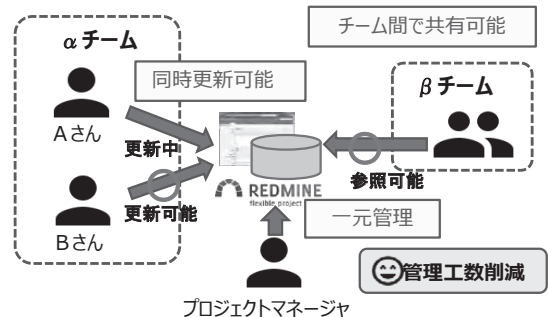 チーム間で共有可能
αチーム
同時更新可能
βチーム
Aさん
更新中
参照可能
REDMINE
flexible project
更新可能
一元管理
Bさん
管理工数削減
プロジェクトマネージャ